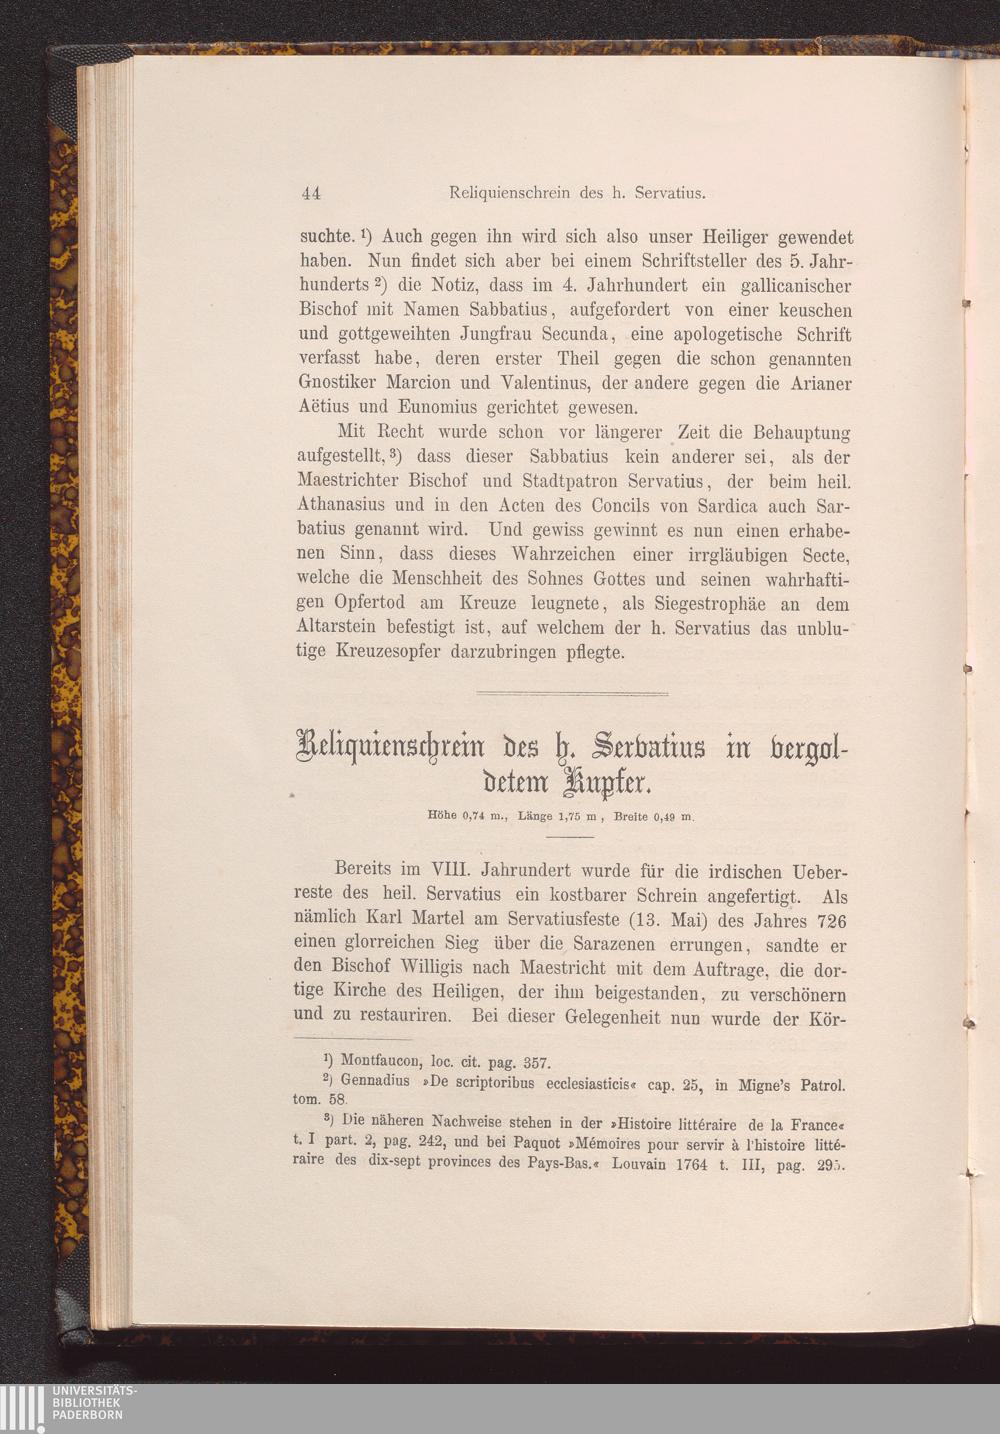 44 Reliquienschrein des h. Servatius.
suchte. ¹) Auch gegen ihn wird sich also unser Heiliger gewendet
haben. Nun findet sich aber bei einem Schriftsteller des 5. Jahr-
hunderts ²) die Notiz, dass im 4. Jahrhundert ein gallicanischer
Bischof mit Namen Sabbatius, aufgefordert von einer keuschen
und gottgeweihten Jungfrau Secunda, eine apologetische Schrift
verfasst habe, deren erster Theil gegen die schon genannten
Gnostiker Marcion und Valentinus, der andere gegen die Arianer
Aëtius und Eunomius gerichtet gewesen.
Mit Recht wurde schon vor längerer Zeit die Behauptung
aufgestellt, ³) dass dieser Sabbatius kein anderer sei, als der
Maestrichter Bischof und Stadtpatron Servatius, der beim heil.
Athanasius und in den Acten des Concils von Sardica auch Sar-
batius genannt wird. Und gewiss gewinnt es nun einen erhabe-
nen Sinn, dass dieses Wahrzeichen einer irrgläubigen Secte,
welche die Menschheit des Sohnes Gottes und seinen wahrhafti-
gen Opfertod am Kreuze leugnete, als Siegestrophäe an dem
Altarstein befestigt ist, auf welchem der h. Servatius das unblu-
tige Kreuzesopfer darzubringen pflegte.
Reliquienschrein des h. Servatius in vergol-
detem Kupfer.
Höhe 0,74 m., Länge 1,75 m , Breite 0,49 m.
Bereits im VIII. Jahrundert wurde für die irdischen Ueber-
reste des heil. Servatius ein kostbarer Schrein angefertigt. Als
nämlich Karl Martel am Servatiusfeste (13. Mai) des Jahres 726
einen glorreichen Sieg über die Sarazenen errungen, sandte er
den Bischof Willigis nach Maestricht mit dem Auftrage, die dor-
tige Kirche des Heiligen, der ihm beigestanden, zu verschönern
und zu restauriren. Bei dieser Gelegenheit nun wurde der Kör-
¹) Montfaucon, loc. cit. pag. 357.
²) Gennadius »De scriptoribus ecclesiasticis« cap. 25, in Migne's Patrol.
tom. 58.
³) Die näheren Nachweise stehen in der »Histoire littéraire de la France«
t. I part. 2, pag. 242, und bei Paquot »Mémoires pour servir à l'histoire litté-
raire des dix-sept provinces des Pays-Bas.« Louvain 1764 t. III, pag. 295.
UNIVERSITÄTS-
BIBLIOTHEK
PADERBORN